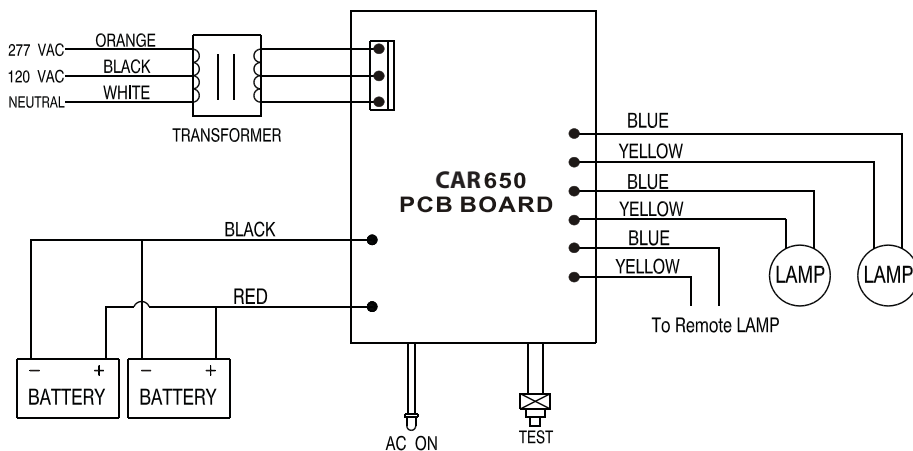 277 VAC ORANGE
120 VAC BLACK
NEUTRAL WHITE
TRANSFORMER
CAR650
PCB BOARD
BLUE
YELLOW
BLUE
YELLOW
BLUE
YELLOW
LAMP LAMP
To Remote LAMP
BLACK
RED
- + - +
BATTERY BATTERY
AC ON
TEST